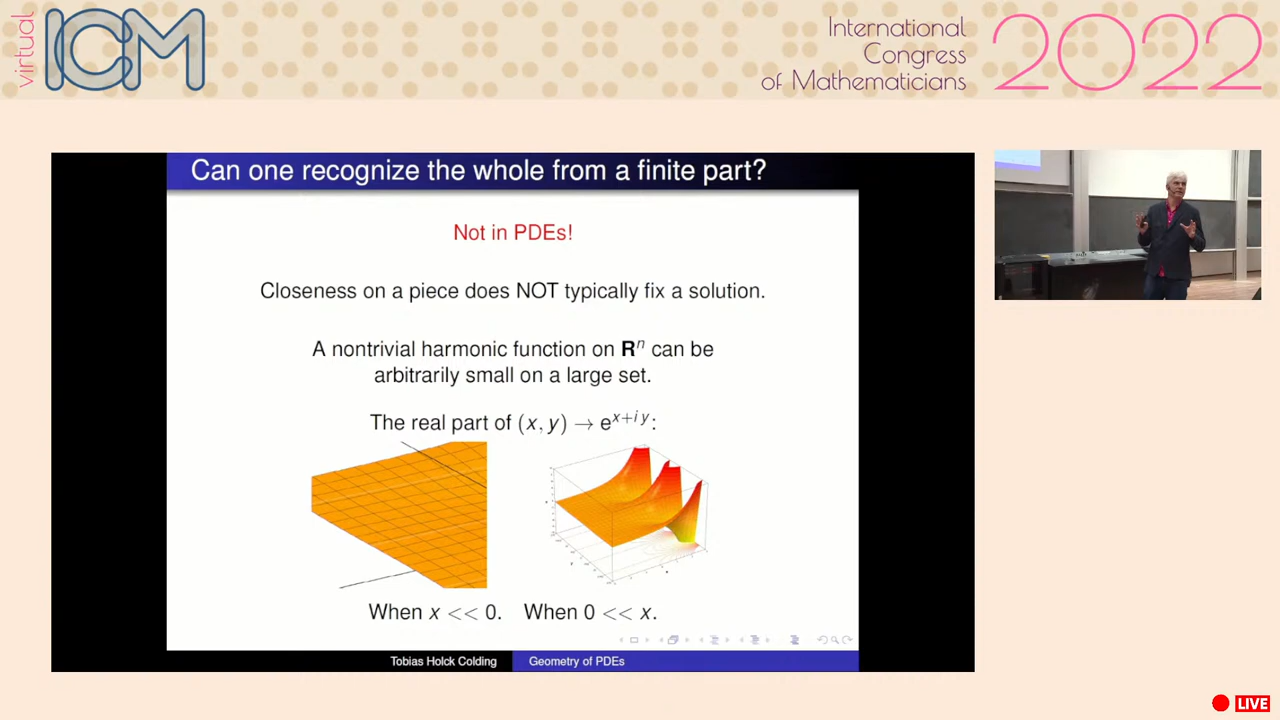 virtual
ICM
International
Congress
of Mathematicians
2022
Can one recognize the whole from a finite part?
Not in PDEs!
Closeness on a piece does NOT typically fix a solution.
A nontrivial harmonic function on Rⁿ can be
arbitrarily small on a large set.
The real part of (x, y) → e^{x+i y}:
When x << 0. When 0 << x.
Tobias Holck Colding Geometry of PDEs
LIVE